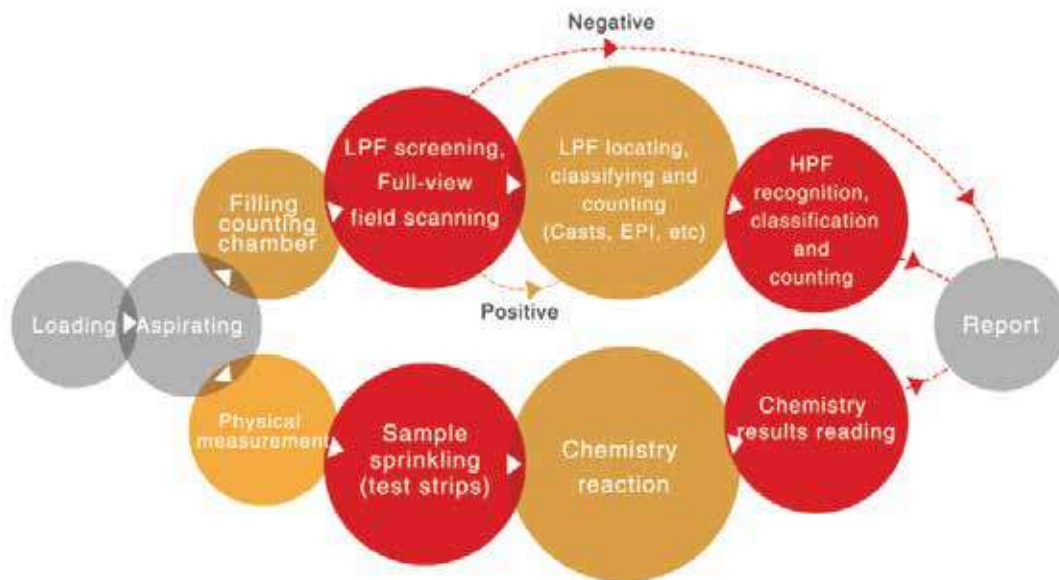 Negative
LPF screening,
Full-view
field scanning
LPF locating,
classifying and
counting
(Casts, EPI, etc)
HPF
recognition,
classification
and
counting
Filling
counting
chamber
Positive
Loading
Aspirating
Report
Physical
measurement
Sample
sprinkling
(test strips)
Chemistry
reaction
Chemistry
results reading